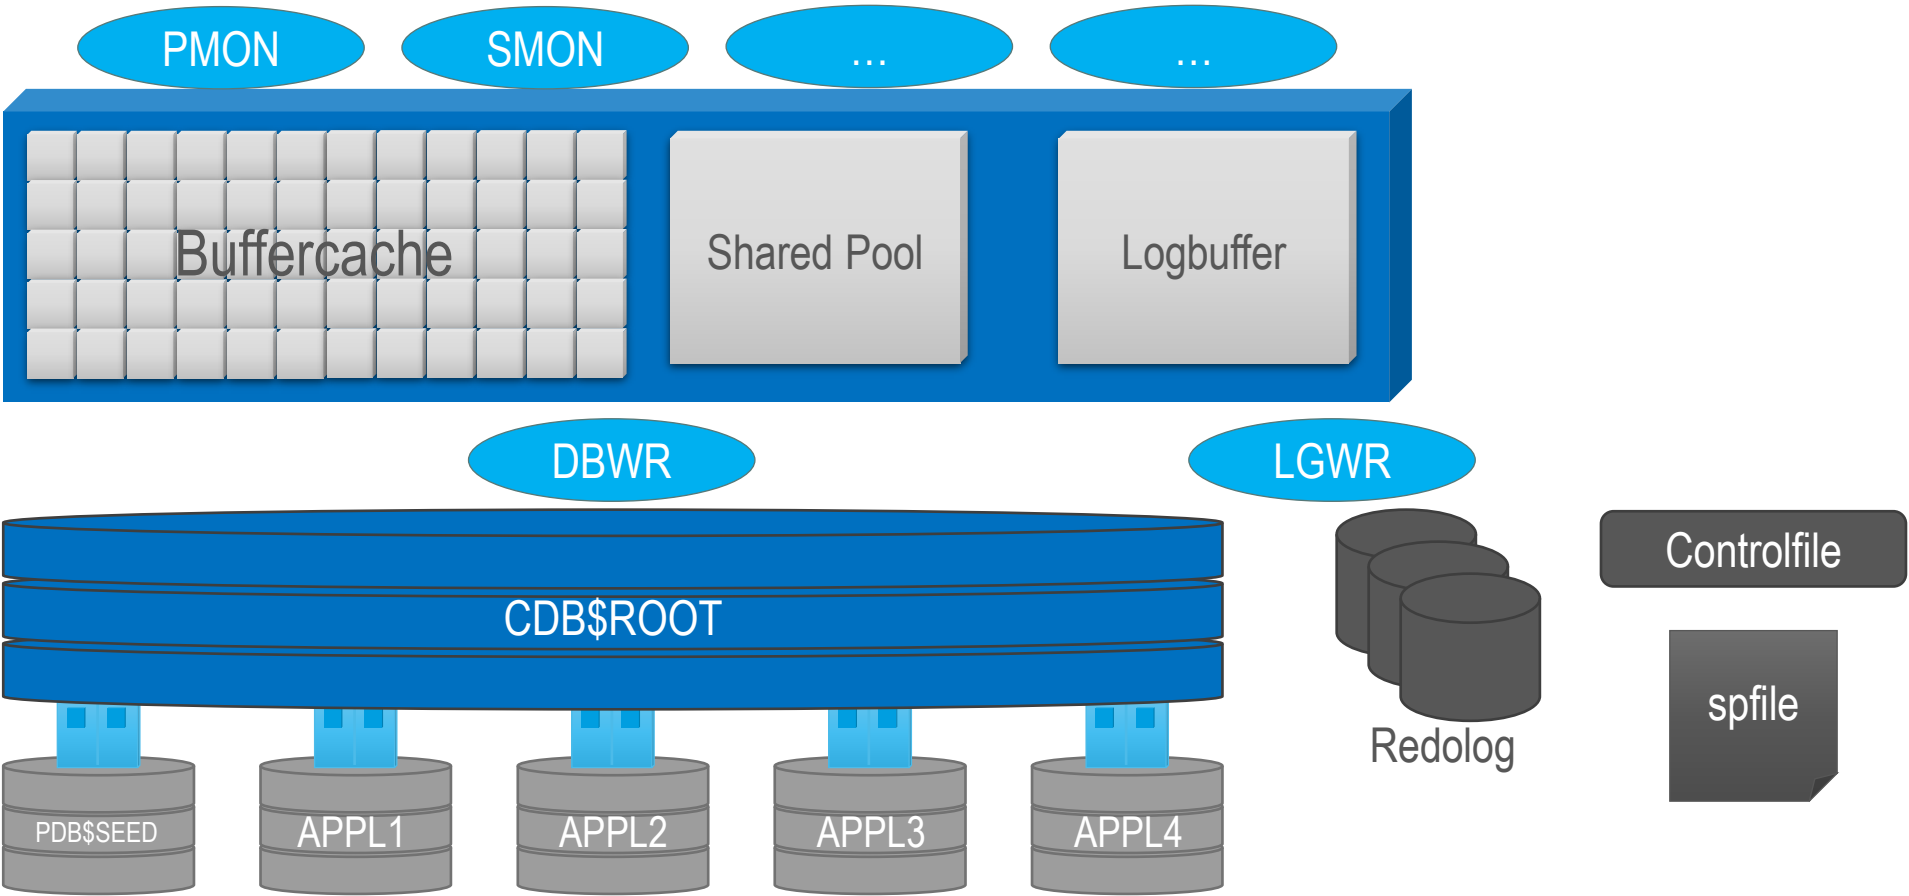 PMON
SMON
...
...
Buffercache
Shared Pool
Logbuffer
DBWR
LGWR
CDB$ROOT
Controlfile
spfile
Redolog
PDB$SEED
APPL1
APPL2
APPL3
APPL4